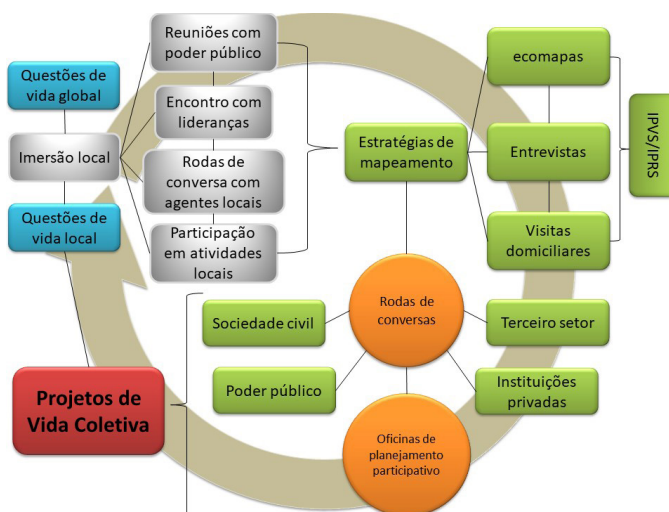 Questões de
vida global
Imersão local
Questões de
vida local
Reuniões com
poder público
Encontro com
lideranças
Rodas de
conversa com
agentes locais
Participação
em atividades
locais
Estratégias de
mapeamento
ecomapas
Entrevistas
Visitas
domiciliares
IPVS/IPRS
Rodas de
conversas
Sociedade civil
Poder público
Terceiro setor
Instituições
privadas
Projetos de
Vida Coletiva
Oficinas de
planejamento
participativo